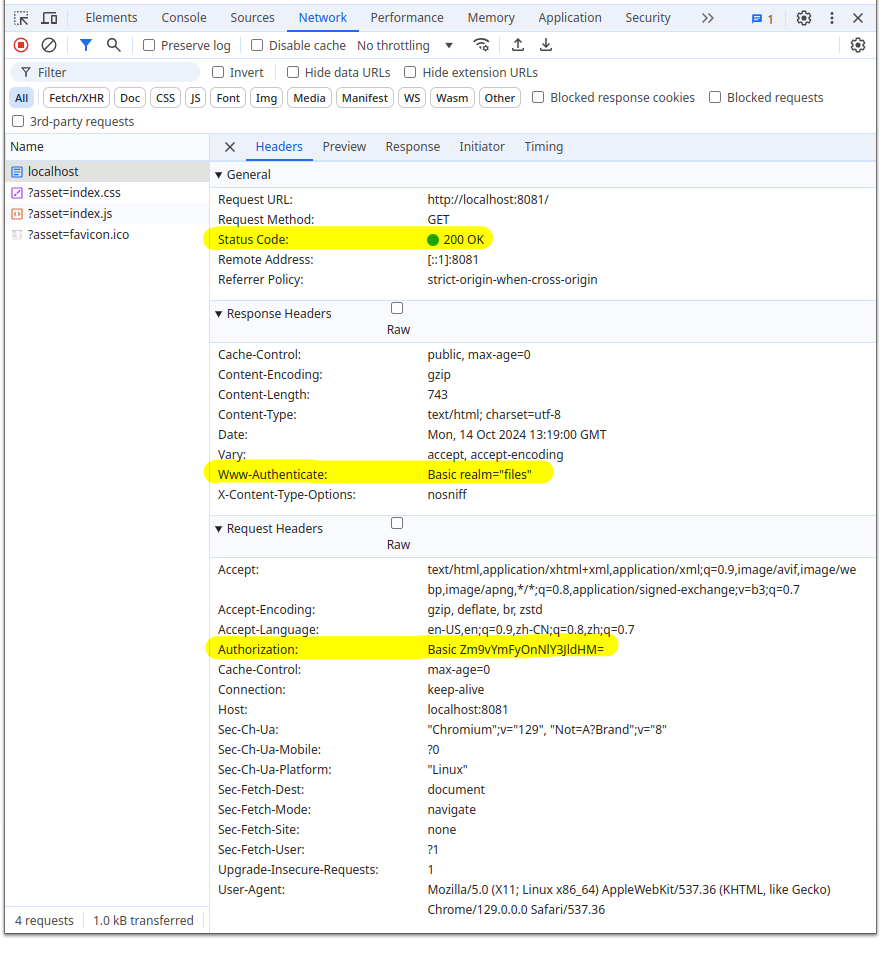 Elements Console Sources Network Performance Memory Application Security 1
Preserve log Disable cache No throttling
Filter Invert Hide data URLs Hide extension URLs
All Fetch/XHR Doc CSS JS Font Img Media Manifest WS Wasm Other Blocked response cookies Blocked requests
3rd-party requests
Name
localhost
?asset=index.css
?asset=index.js
?asset=favicon.ico
Headers Preview Response Initiator Timing
General
Request URL: http://localhost:8081/
Request Method: GET
Status Code: 200 OK
Remote Address: [::1]:8081
Referrer Policy: strict-origin-when-cross-origin
Response Headers
Raw
Cache-Control: public, max-age=0
Content-Encoding: gzip
Content-Length: 743
Content-Type: text/html; charset=utf-8
Date: Mon, 14 Oct 2024 13:19:00 GMT
Vary: accept, accept-encoding
Www-Authenticate: Basic realm="files"
X-Content-Type-Options: nosniff
Request Headers
Raw
Accept: text/html,application/xhtml+xml,application/xml;q=0.9,image/avif,image/we
bp,image/apng,*/*;q=0.8,application/signed-exchange;v=b3;q=0.7
Accept-Encoding: gzip, deflate, br, zstd
Accept-Language: en-US,en;q=0.9,zh-CN;q=0.8,zh;q=0.7
Authorization: Basic Zm9vYmFyOnNlY3JldHM=
Cache-Control: max-age=0
Connection: keep-alive
Host: localhost:8081
Sec-Ch-Ua: "Chromium";v="129", "Not=A?Brand";v="8"
Sec-Ch-Ua-Mobile: ?0
Sec-Ch-Ua-Platform: "Linux"
Sec-Fetch-Dest: document
Sec-Fetch-Mode: navigate
Sec-Fetch-Site: none
Sec-Fetch-User: ?1
Upgrade-Insecure-Requests: 1
User-Agent: Mozilla/5.0 (X11; Linux x86_64) AppleWebKit/537.36 (KHTML, like Gecko)
Chrome/129.0.0.0 Safari/537.36
4 requests 1.0 kB transferred